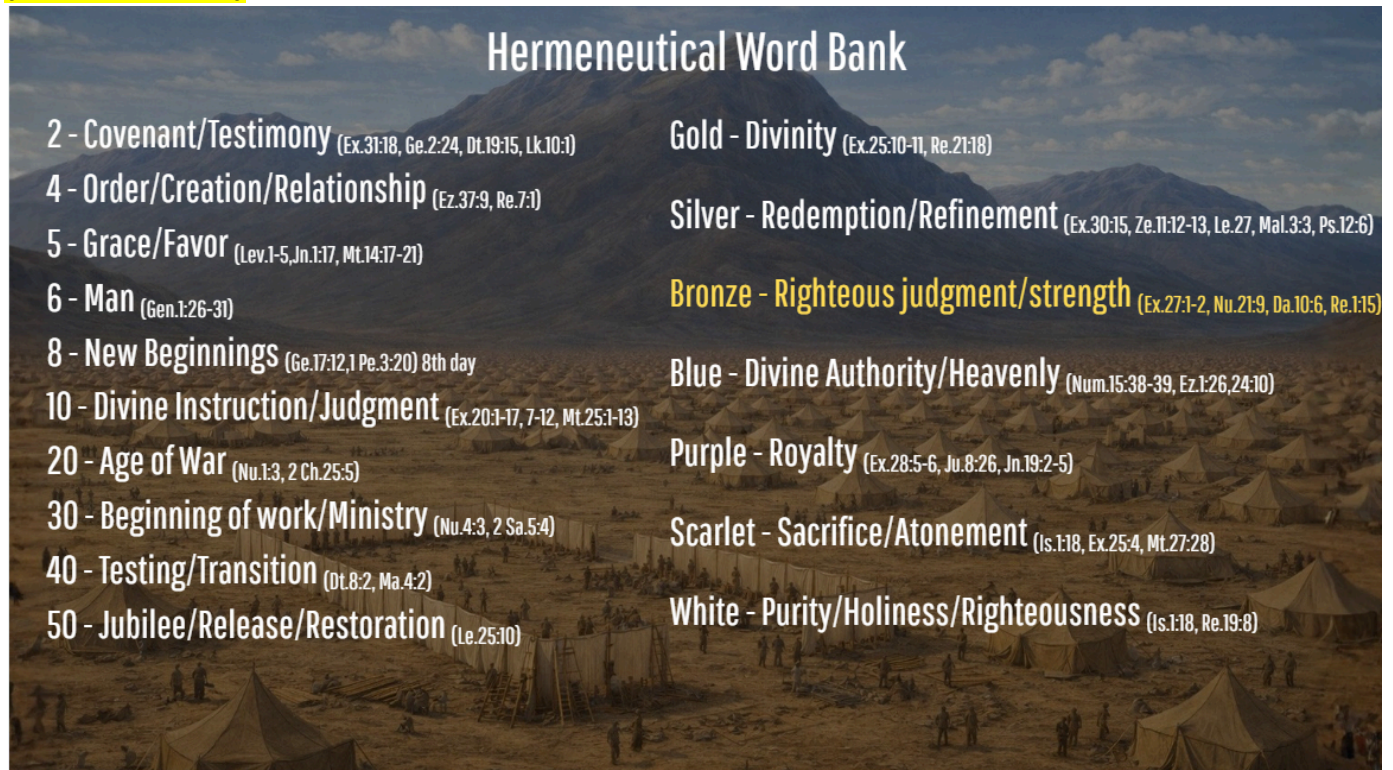 Hermeneutical Word Bank
2 - Covenant/Testimony (Ex.31:18, Ge.2:24, Dt.19:15, Lk.10:1)
4 - Order/Creation/Relationship (Ez.37:9, Re.7:1)
5 - Grace/Favor (Lev.1-5,Jn.1:17, Mt.14:17-21)
6 - Man (Gen.1:26-31)
8 - New Beginnings (Ge.17:12,1 Pe.3:20) 8th day
10 - Divine Instruction/Judgment (Ex.20:1-17, 7-12, Mt.25:1-13)
20 - Age of War (Nu.1:3, 2 Ch.25:5)
30 - Beginning of work/Ministry (Nu.4:3, 2 Sa.5:4)
40 - Testing/Transition (Dt.8:2, Ma.4:2)
50 - Jubilee/Release/Restoration (Le.25:10)
Gold - Divinity (Ex.25:10-11, Re.21:18)
Silver - Redemption/Refinement (Ex.30:15, Ze.11:12-13, Le.27, Mal.3:3, Ps.12:6)
Bronze - Righteous judgment/strength (Ex.27:1-2, Nu.21:9, Da.10:6, Re.1:15)
Blue - Divine Authority/Heavenly (Num.15:38-39, Ez.1:26,24:10)
Purple - Royalty (Ex.28:5-6, Ju.8:26, Jn.19:2-5)
Scarlet - Sacrifice/Atonement (Is.1:18, Ex.25:4, Mt.27:28)
White - Purity/Holiness/Righteousness (Is.1:18, Re.19:8)